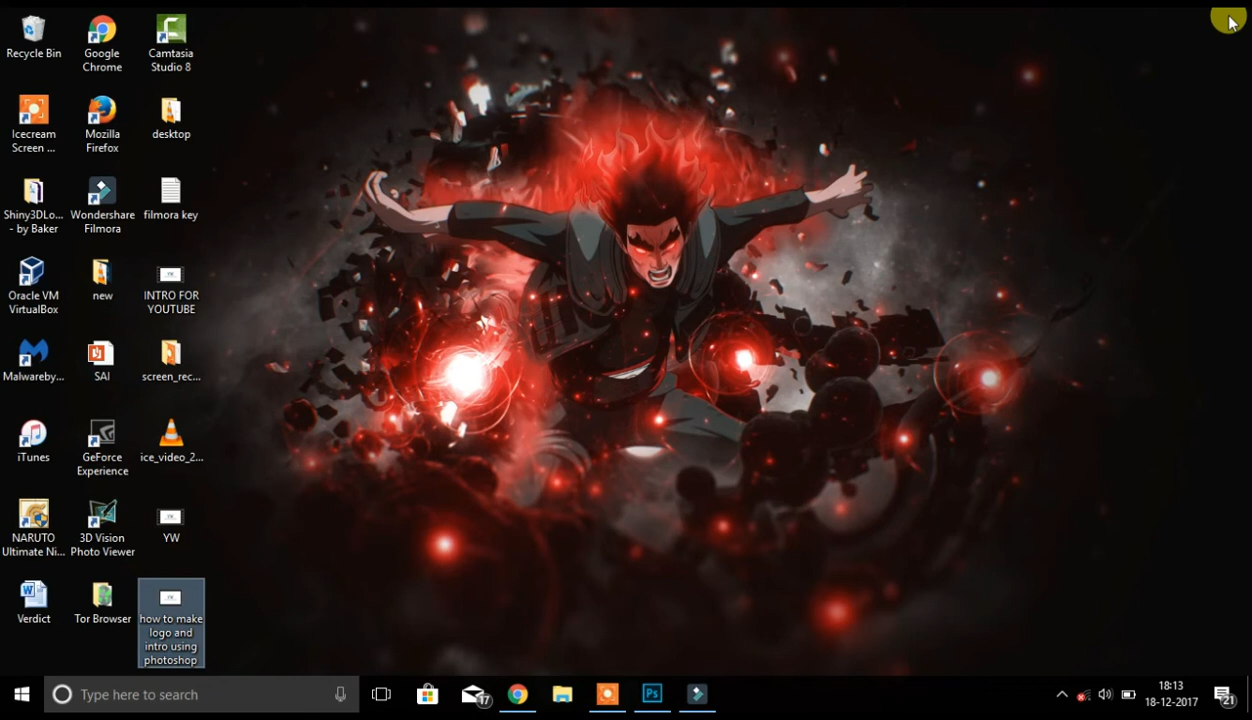 Recycle Bin
Google
Chrome
Camtasia
Studio 8
Icecream
Screen ...
Mozilla
Firefox
desktop
Shiny3DLo...
- by Baker
Wondershare
Filmora
filmora key
Oracle VM
VirtualBox
new
INTRO FOR
YOUTUBE
Malwareby...
SAI
screen_rec...
iTunes
GeForce
Experience
ice_video_2...
NARUTO
Ultimate Ni...
3D Vision
Photo Viewer
YW
Verdict
Tor Browser
how to make
logo and
intro using
photoshop
Type here to search
17
Ps
18:13
18-12-2017
21